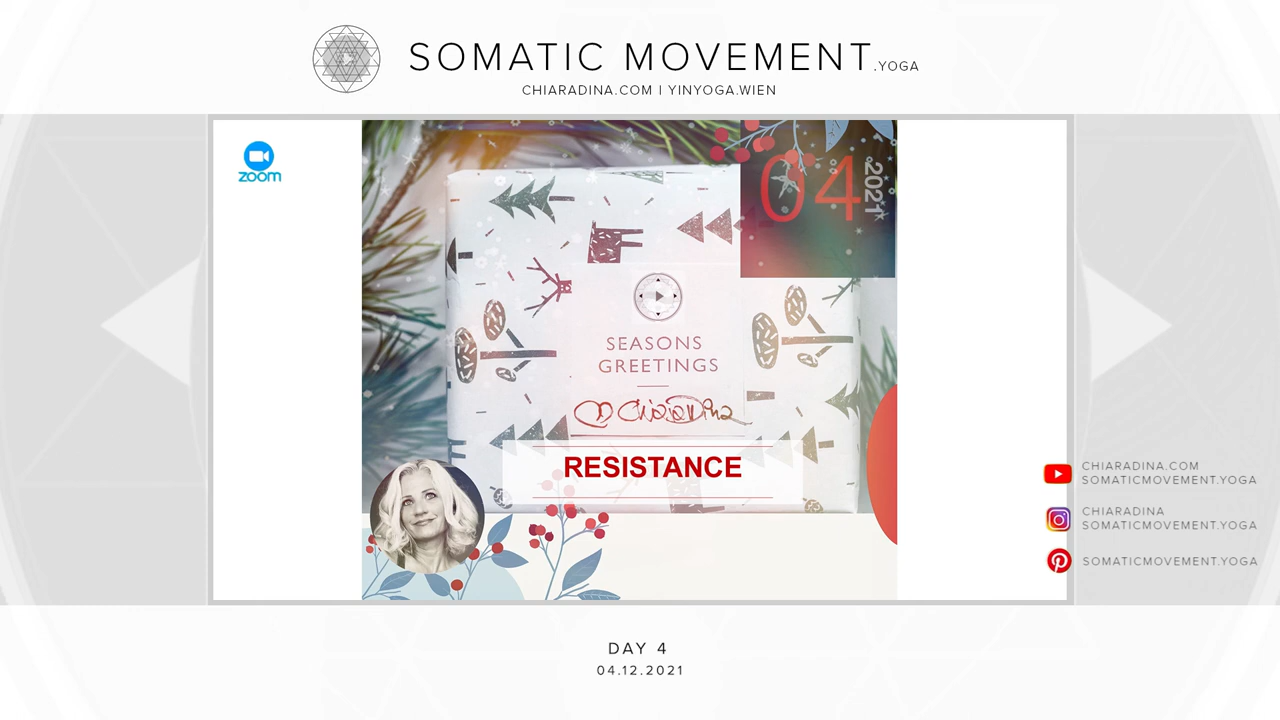 SOMATIC MOVEMENT.YOGA
CHIARADINA.COM I YINYOGA.WIEN
zoom
04
2021
SEASONS
GREETINGS
ChiaraDina
RESISTANCE
CHIARADINA.COM
SOMATICMOVEMENT.YOGA
CHIARADINA
SOMATICMOVEMENT.YOGA
SOMATICMOVEMENT.YOGA
DAY 4
04.12.2021